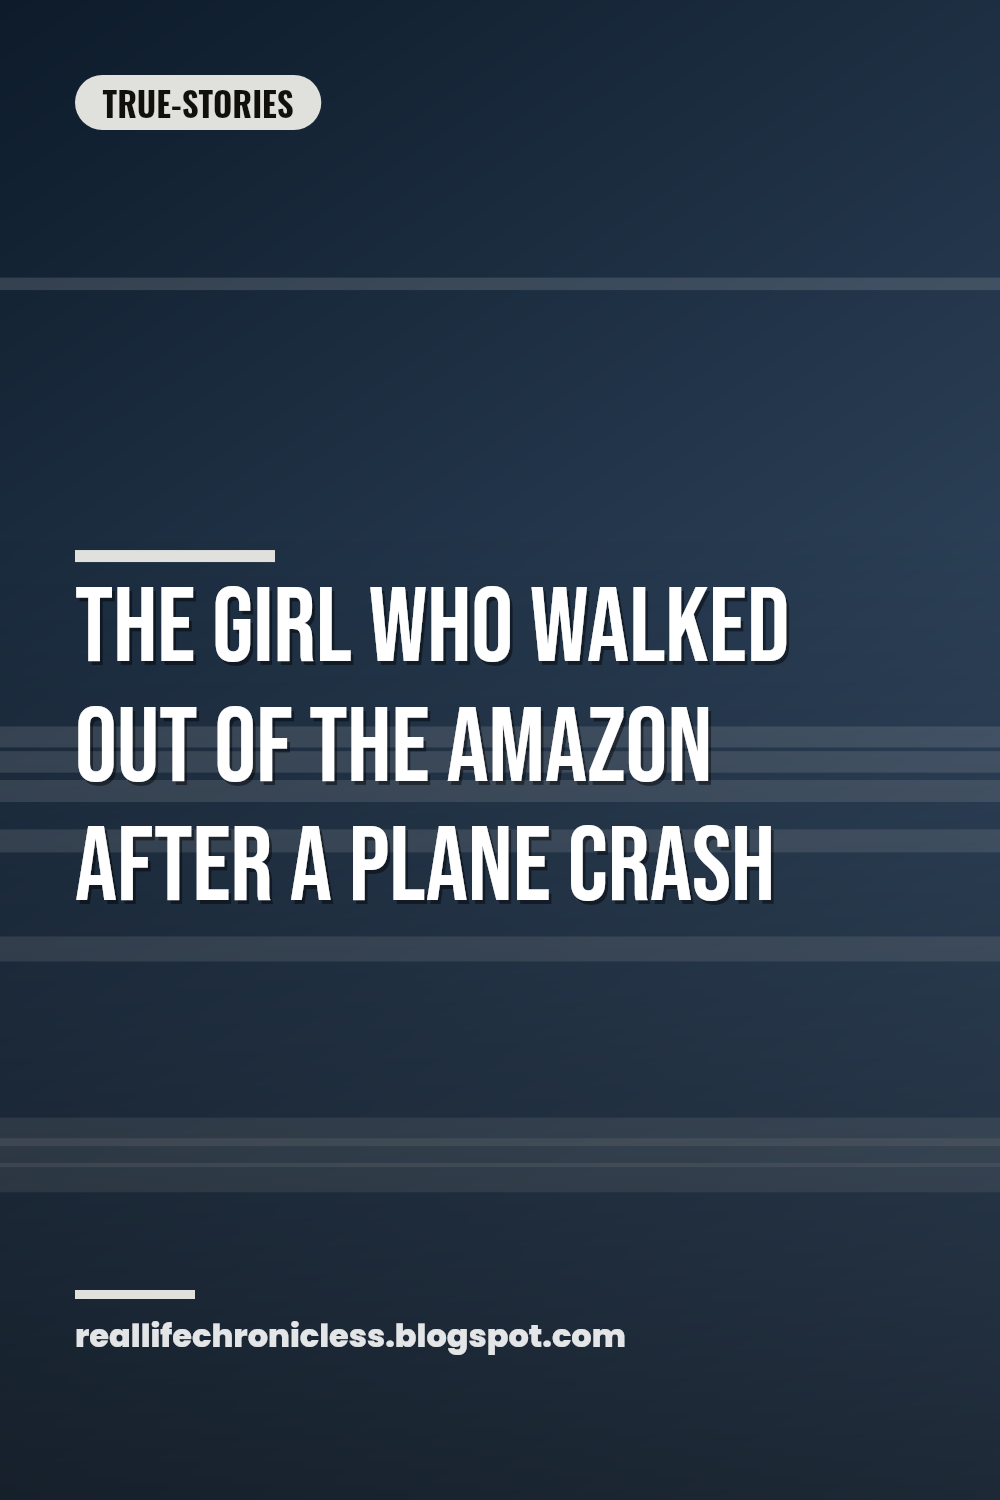 TRUE-STORIES
THE GIRL WHO WALKED
OUT OF THE AMAZON
AFTER A PLANE CRASH
reallifechronicless.blogspot.com